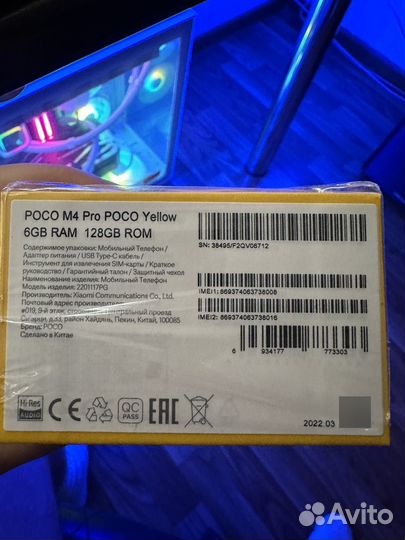 POCO M4 Pro POCO Yellow
6GB RAM 128GB ROM
Содержимое упаковки: Мобильный Телефон /
Адаптер питания / USB Type-C кабель /
Инструмент для извлечения SIM-карты / Краткое
руководство / Гарантийный талон / Защитный чехол
Наименование изделия: Мобильный Телефон
Модель изделия: 2201117PG
Производитель: Xiaomi Communications Co., Ltd.
Почтовый адрес производителя:
#019, 9-й этаж, строение 6, Центральный проезд
Сиэрци, д.33, район Хайдянь, Пекин, Китай, 100085
Бренд: POCO
Сделано в Китае
SN: 38495/F2QV06712
IMEI1: 869374063738008
IMEI2: 869374063738016
6 934177 773303
Hi-Res
AUDIO
CE
QC
PASS
EAC
2022.03
Avito